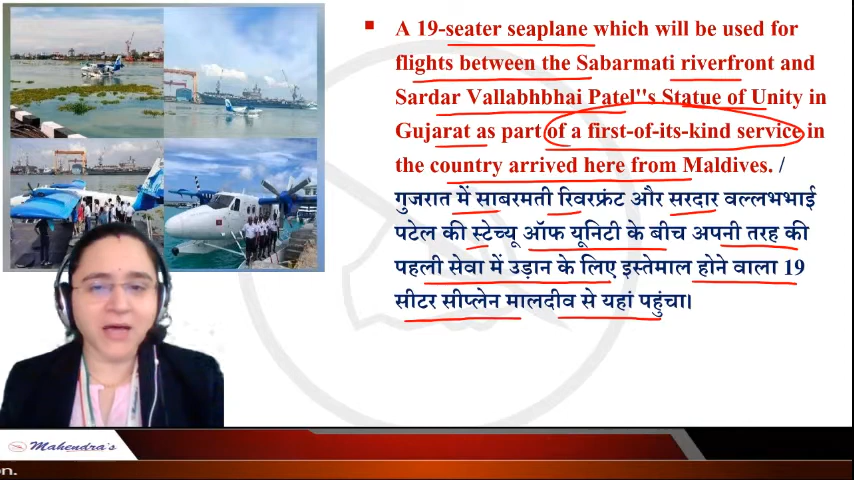 A 19-seater seaplane which will be used for
flights between the Sabarmati riverfront and
Sardar Vallabhbhai Patel"s Statue of Unity in
Gujarat as part of a first-of-its-kind service in
the country arrived here from Maldives. /
गुजरात में साबरमती रिवरफ्रंट और सरदार वल्लभभाई
पटेल की स्टेच्यू ऑफ यूनिटी के बीच अपनी तरह की
पहली सेवा में उड़ान के लिए इस्तेमाल होने वाला 19
सीटर सीप्लेन मालदीव से यहां पहुंचा।
Mahendra's
on.